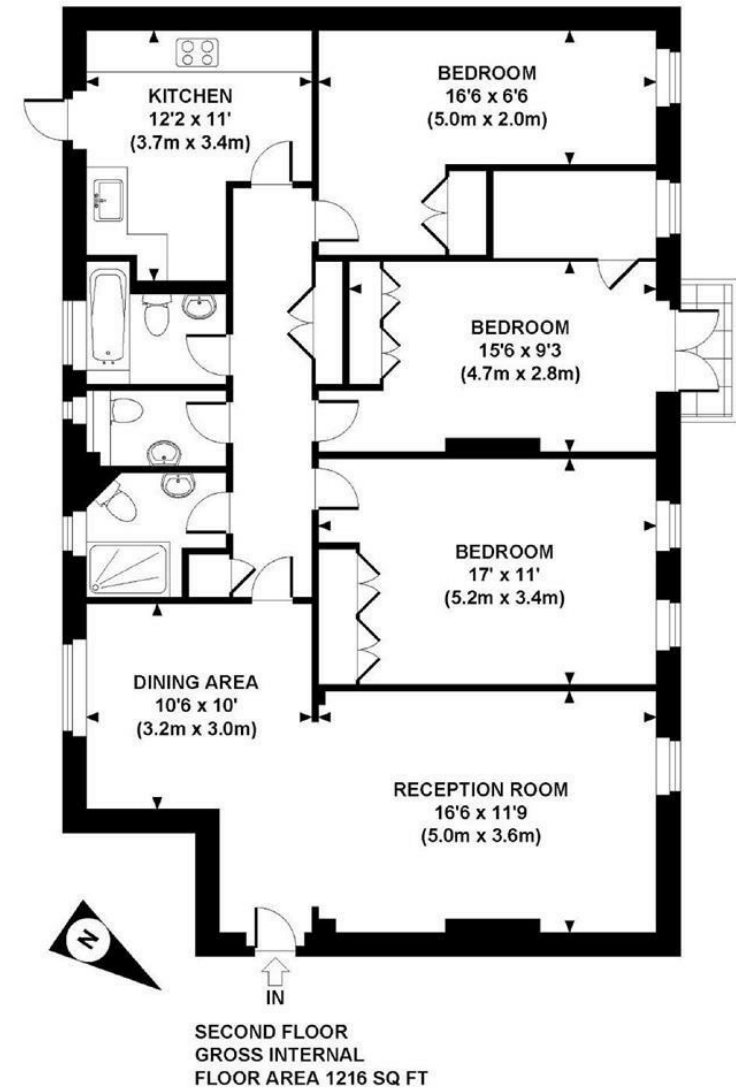 KITCHEN
12'2 x 11'
(3.7m x 3.4m)
BEDROOM
16'6 x 6'6
(5.0m x 2.0m)
BEDROOM
15'6 x 9'3
(4.7m x 2.8m)
BEDROOM
17' x 11'
(5.2m x 3.4m)
DINING AREA
10'6 x 10'
(3.2m x 3.0m)
RECEPTION ROOM
16'6 x 11'9
(5.0m x 3.6m)
N
IN
SECOND FLOOR
GROSS INTERNAL
FLOOR AREA 1216 SQ FT